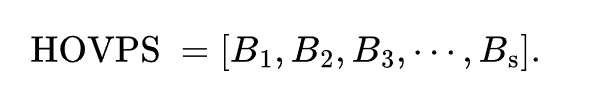 HOVPS = [B₁, B₂, B₃, ⋯, Bₛ].